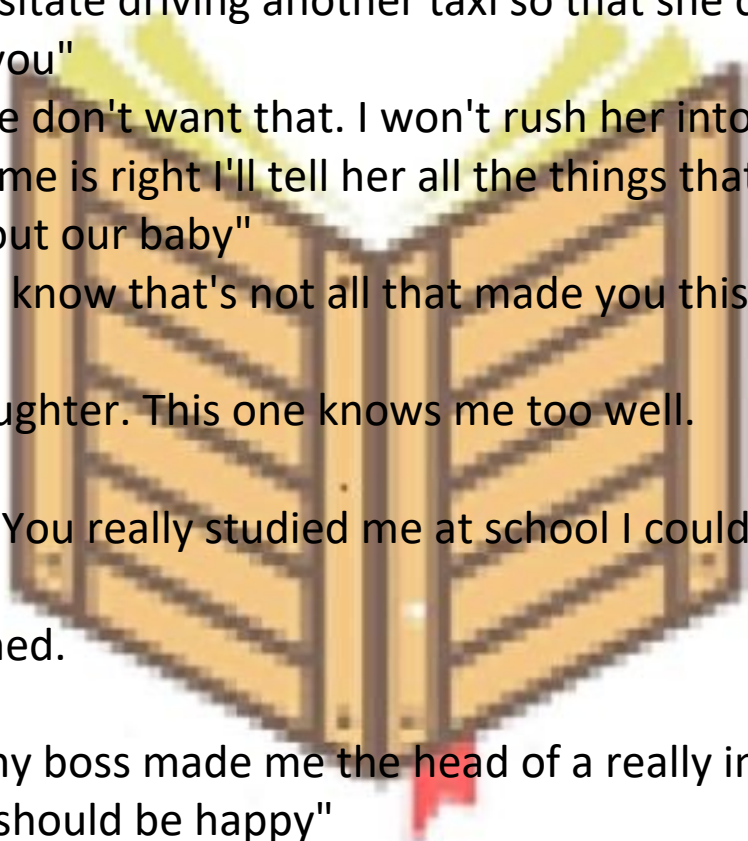 sitate driving another taxi so that she c
you"
e don't want that. I won't rush her into
me is right I'll tell her all the things that
out our baby"
know that's not all that made you this
ughter. This one knows me too well.
You really studied me at school I could
ned.
ny boss made me the head of a really in
should be happy"